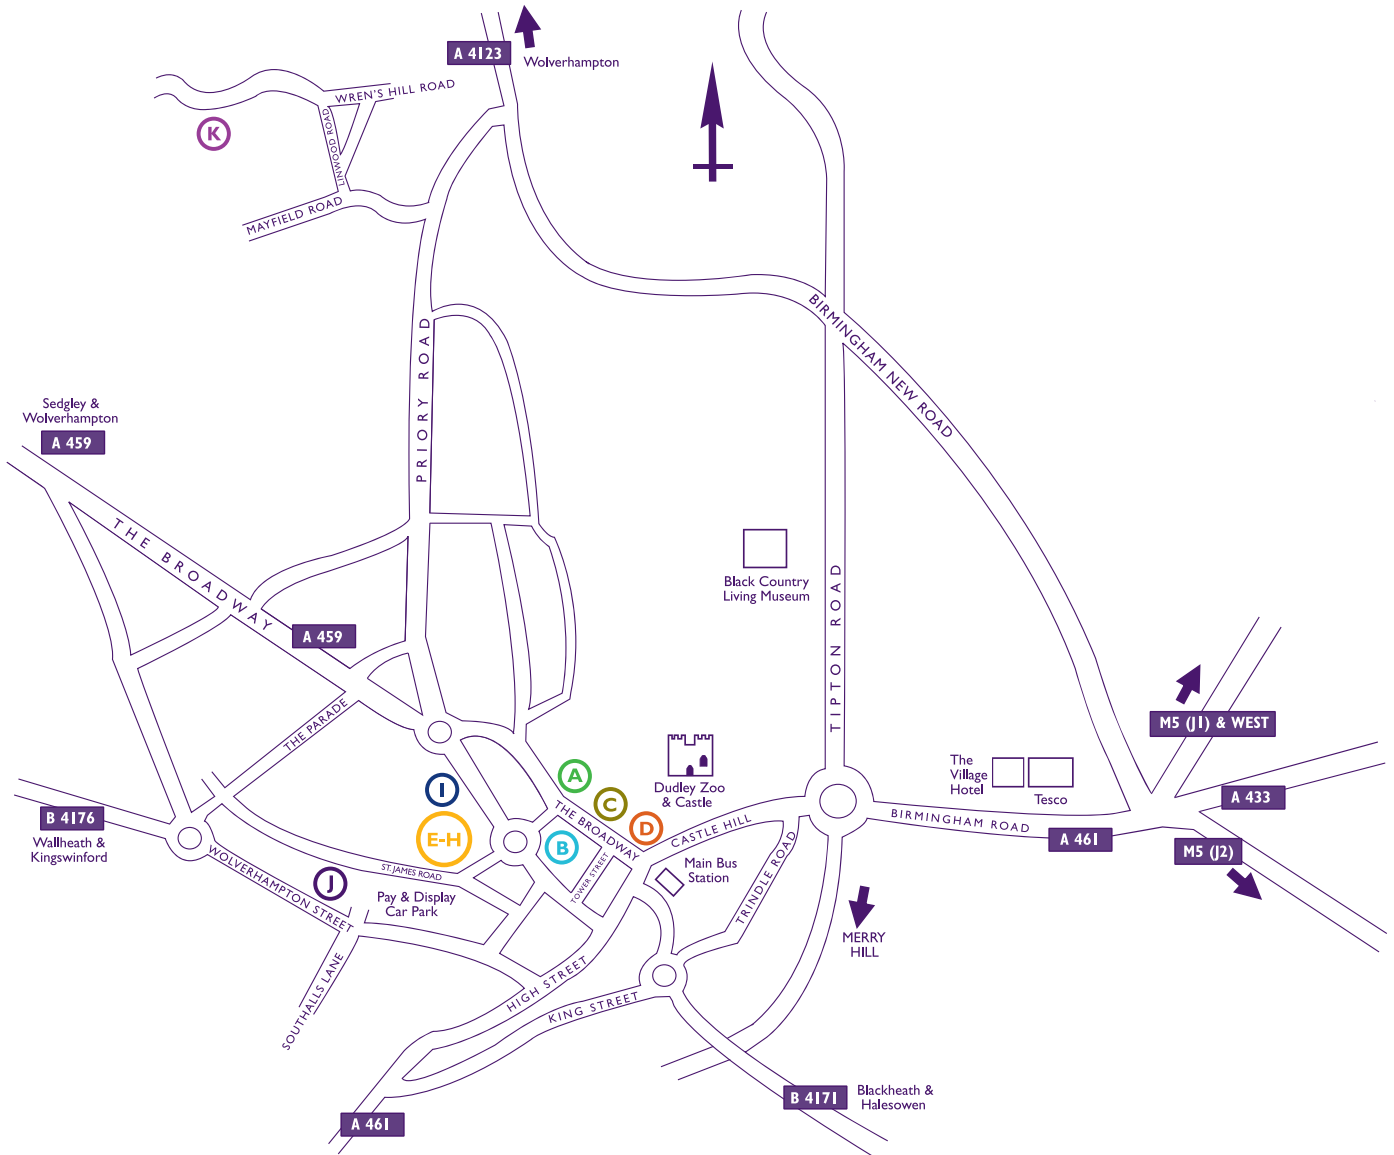 A 4123
Wolverhampton
WREN'S HILL ROAD
K
LINWOOD ROAD
MAYFIELD ROAD
BIRMINGHAM NEW ROAD
PRIORY ROAD
Sedgley &
Wolverhampton
A 459
THE BROADWAY
A 459
Black Country
Living Museum
TIPTON ROAD
M5 (J1) & WEST
THE PARADE
Dudley Zoo
& Castle
The
Village
Hotel
Tesco
A 433
I
A
C
D
E-H
B
THE BROADWAY
CASTLE HILL
BIRMINGHAM ROAD
A 461
M5 (J2)
B 4176
Wallheath &
Kingswinford
WOLVERHAMPTON STREET
ST. JAMES ROAD
J
Pay & Display
Car Park
TOWER STREET
Main Bus
Station
TRINDLE ROAD
MERRY
HILL
SOUTHALLS LANE
HIGH STREET
KING STREET
B 4171
Blackheath &
Halesowen
A 461